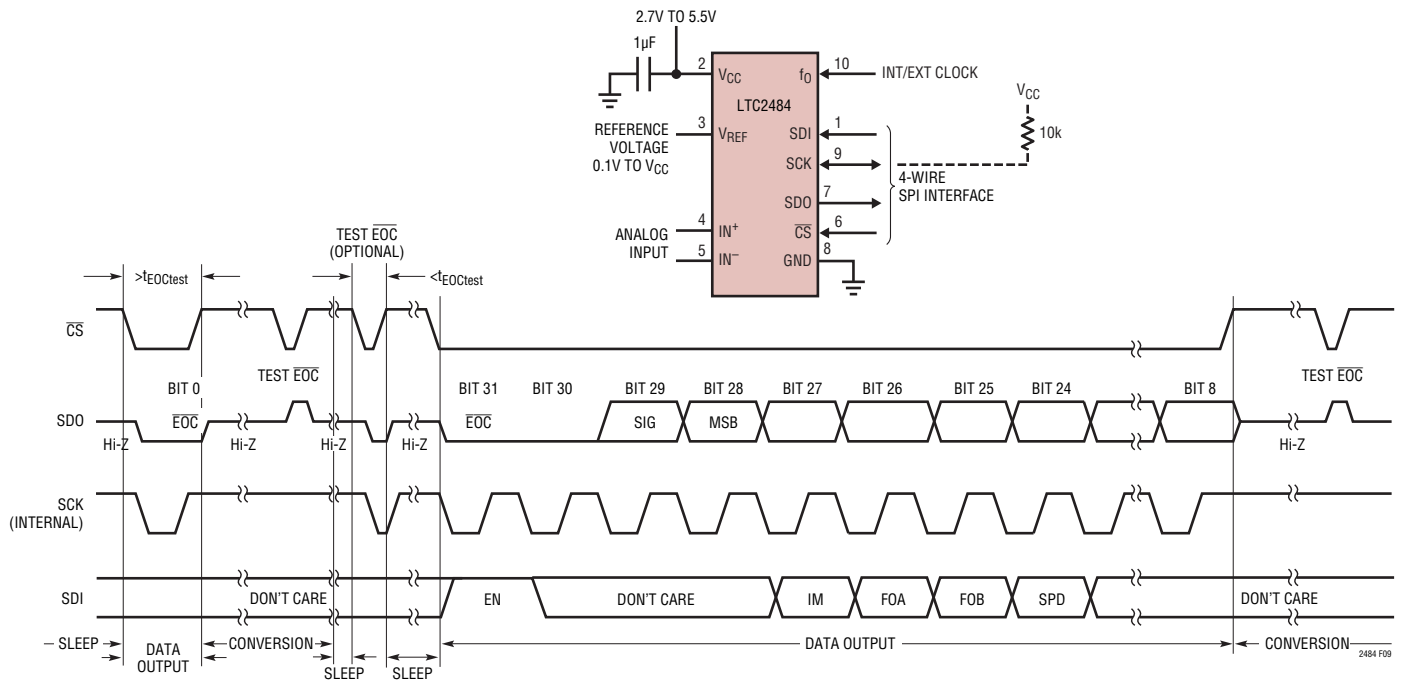 2.7V TO 5.5V
1µF
2
VCC
fO
10
INT/EXT CLOCK
LTC2484
REFERENCE
VOLTAGE
0.1V TO VCC
3
VREF
SDI
1
SCK
9
SDO
7
CS
6
4-WIRE
SPI INTERFACE
VCC
10k
ANALOG
INPUT
4
IN+
5
IN–
GND
8
TEST EOC
(OPTIONAL)
>tEOCtest
<tEOCtest
CS
TEST EOC
TEST EOC
BIT 0
BIT 31
BIT 30
BIT 29
BIT 28
BIT 27
BIT 26
BIT 25
BIT 24
BIT 8
SDO
EOC
EOC
SIG
MSB
Hi-Z
Hi-Z
Hi-Z
Hi-Z
Hi-Z
SCK
(INTERNAL)
SDI
DON'T CARE
EN
DON'T CARE
IM
FOA
FOB
SPD
DON'T CARE
SLEEP
DATA
OUTPUT
CONVERSION
SLEEP
SLEEP
DATA OUTPUT
CONVERSION
2484 F09